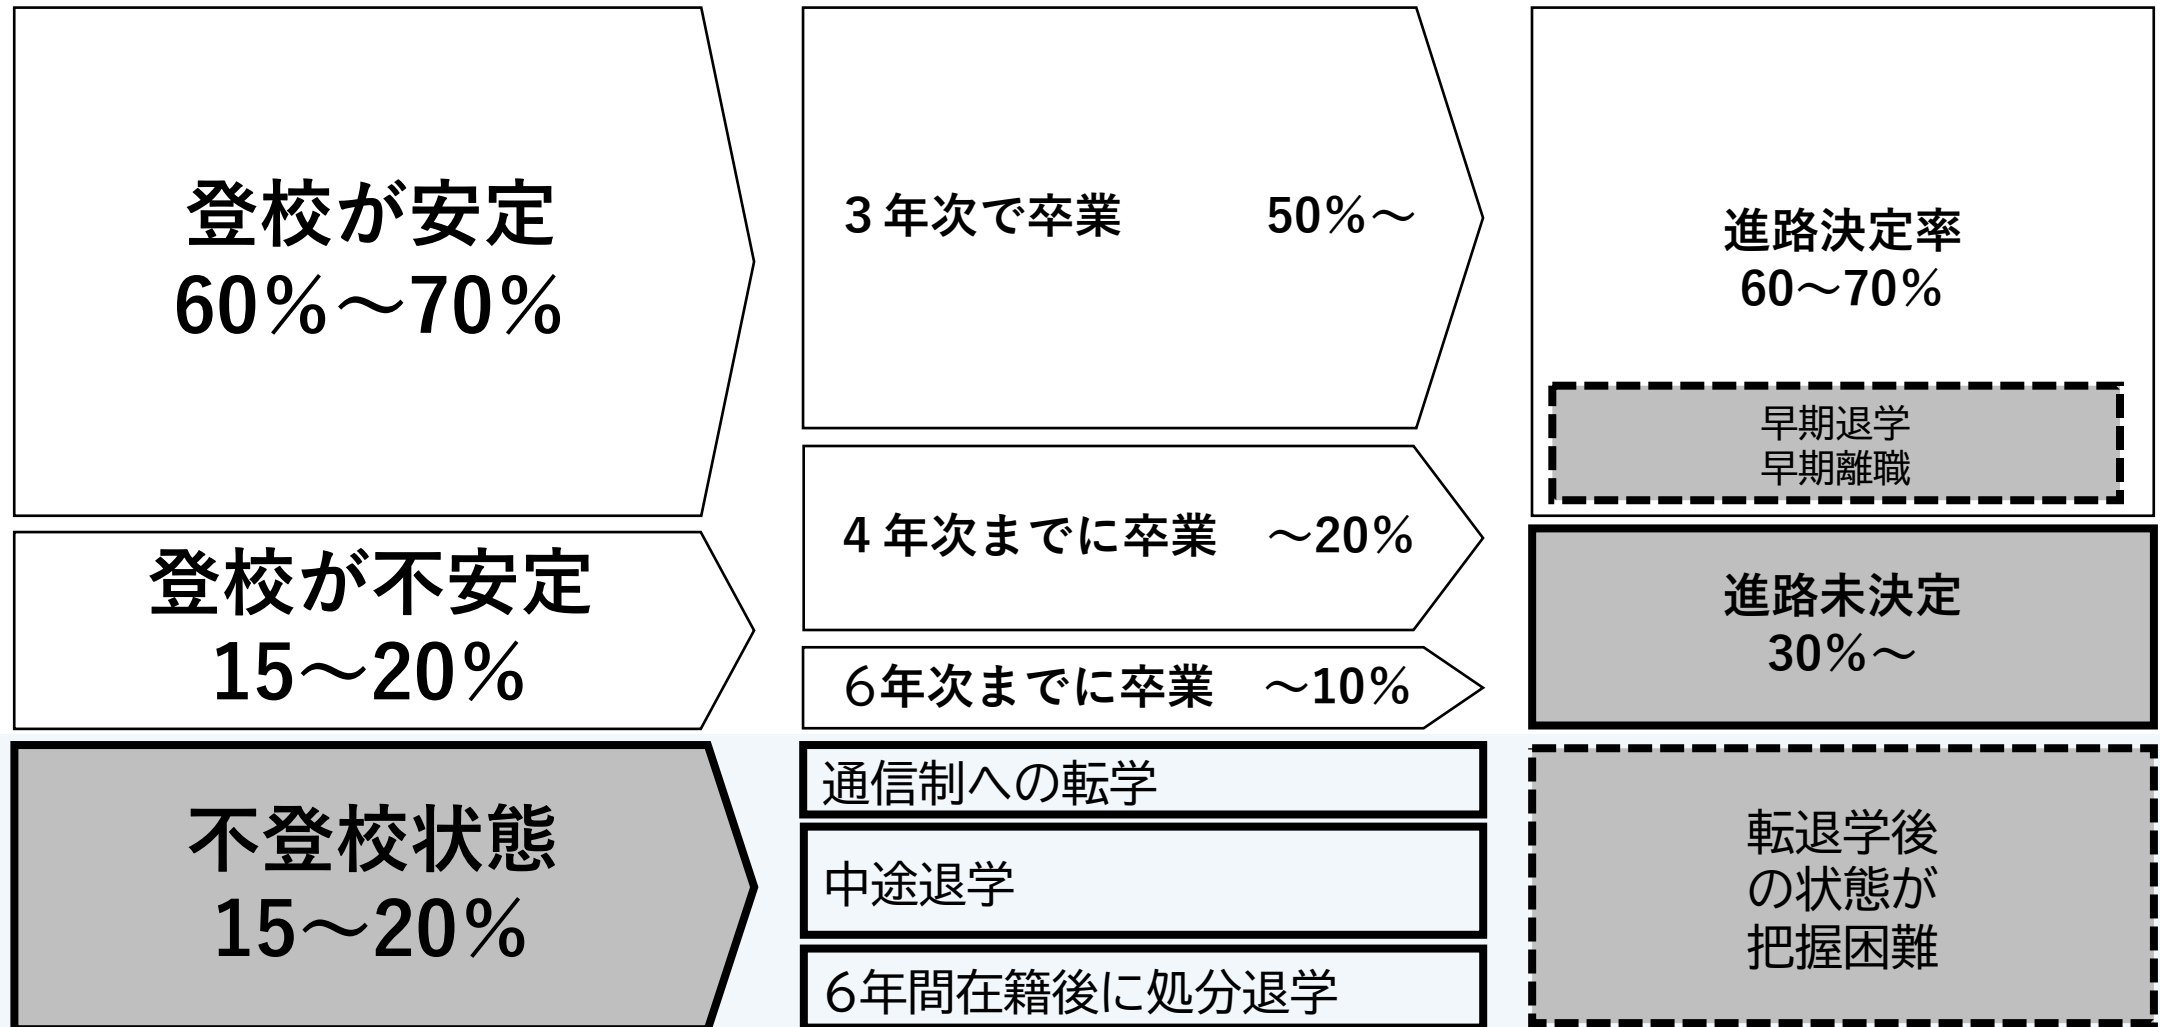 登校が安定
60%～70%
登校が不安定
15～20%
不登校状態
15～20%
３年次で卒業　　　50%～
４年次までに卒業　～20%
６年次までに卒業　～10%
通信制への転学
中途退学
６年間在籍後に処分退学
進路決定率
60～70%
早期退学
早期離職
進路未決定
30%～
転退学後
の状態が
把握困難